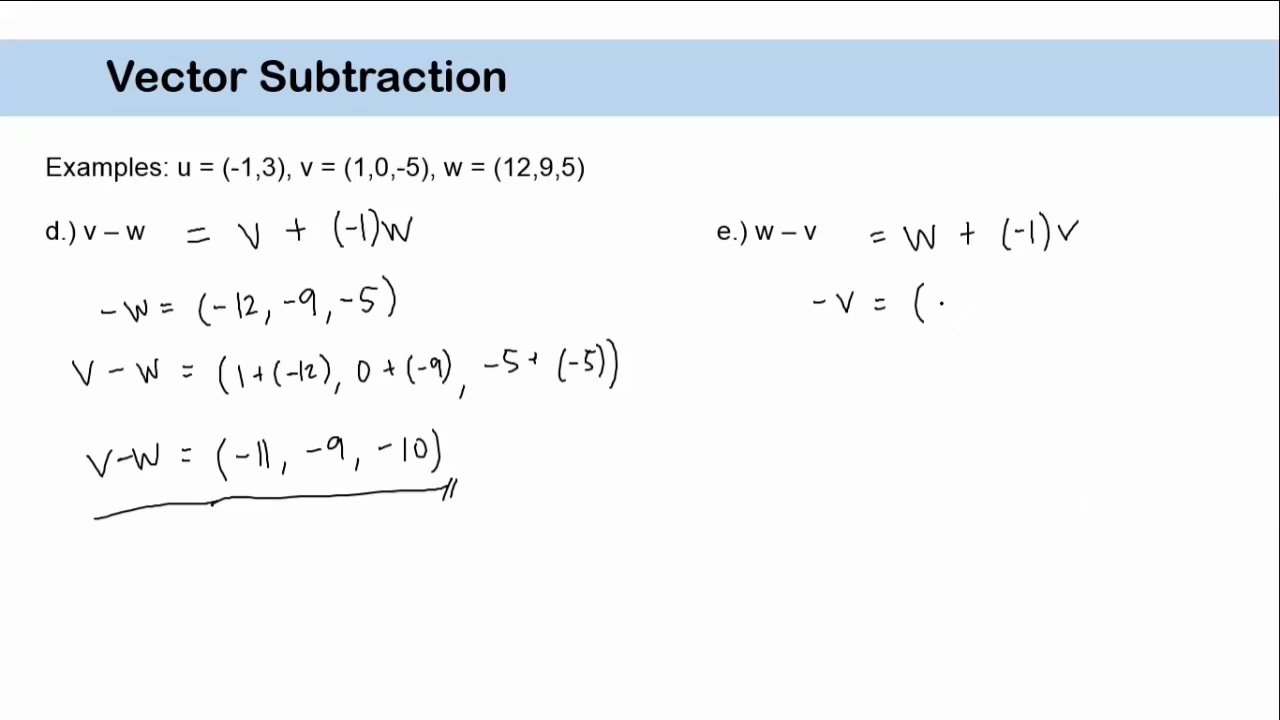 Vector Subtraction
Examples: u = (-1,3), v = (1,0,-5), w = (12,9,5)
d.) v – w = v + (-1)w
-w = (-12, -9, -5)
v - w = (1+(-12), 0+(-9), -5+(-5))
v-w = (-11, -9, -10)
e.) w – v = w + (-1)v
-v = (